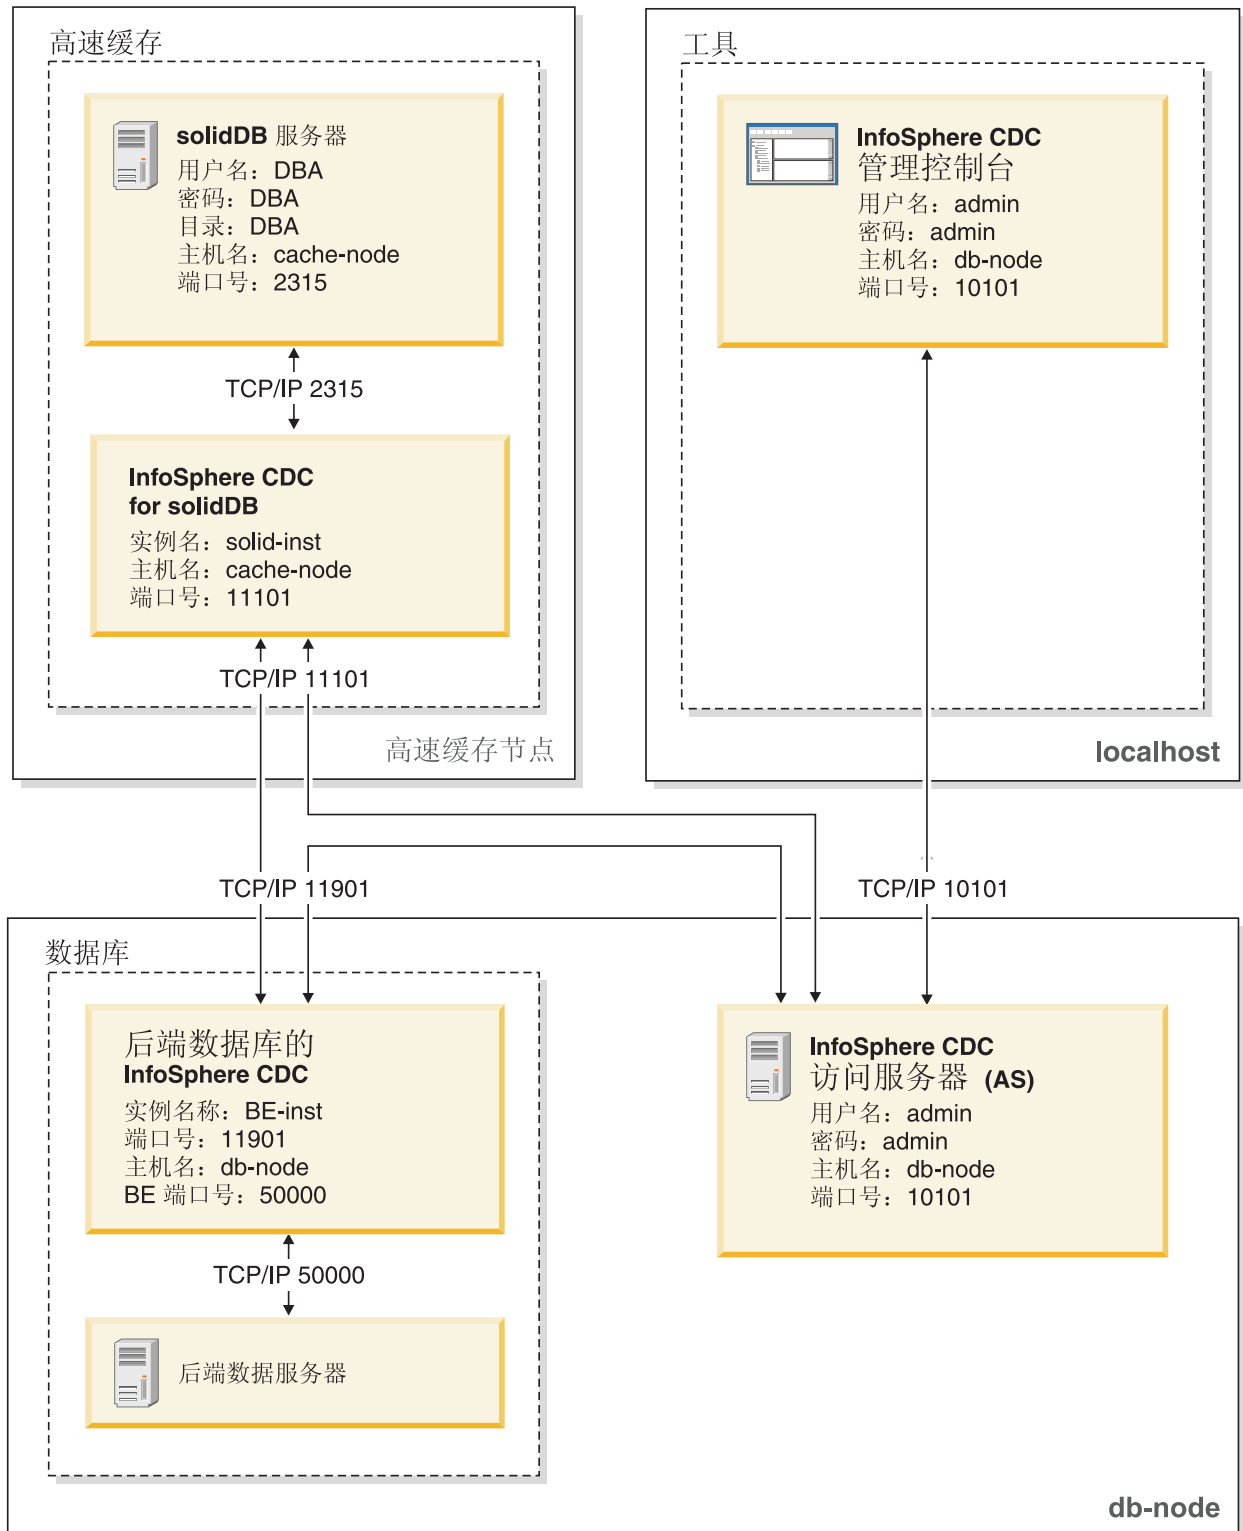 高速缓存
solidDB 服务器
用户名：DBA
密码：DBA
目录：DBA
主机名：cache-node
端口号：2315
TCP/IP 2315
InfoSphere CDC
for solidDB
实例名：solid-inst
主机名：cache-node
端口号：11101
TCP/IP 11101
高速缓存节点
工具
InfoSphere CDC
管理控制台
用户名：admin
密码：admin
主机名：db-node
端口号：10101
localhost
TCP/IP 11901
TCP/IP 10101
数据库
后端数据库的
InfoSphere CDC
实例名称：BE-inst
端口号：11901
主机名：db-node
BE 端口号：50000
TCP/IP 50000
后端数据服务器
InfoSphere CDC
访问服务器 (AS)
用户名：admin
密码：admin
主机名：db-node
端口号：10101
db-node